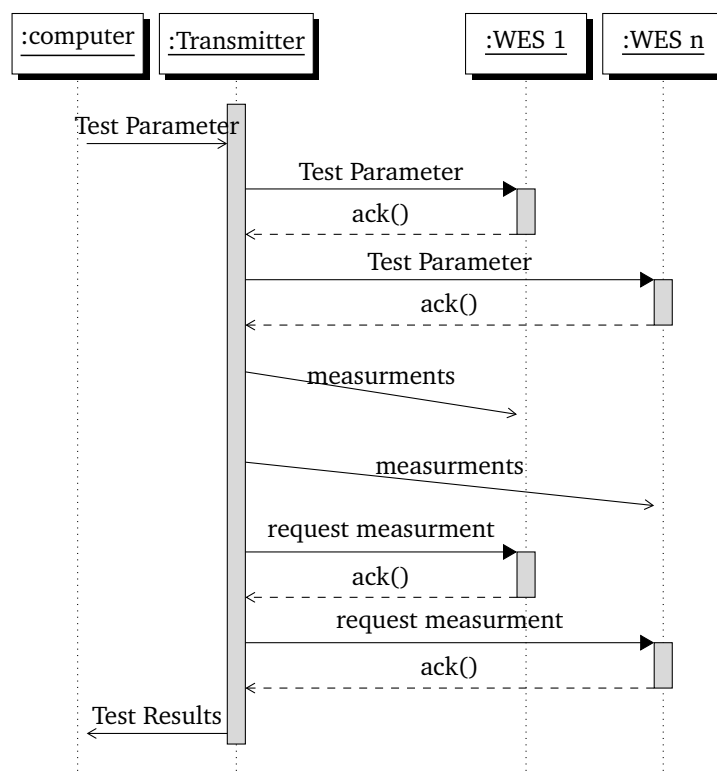 :computer
:Transmitter
:WES 1
:WES n
Test Parameter
Test Parameter
ack()
Test Parameter
ack()
measurments
measurments
request measurment
ack()
request measurment
ack()
Test Results